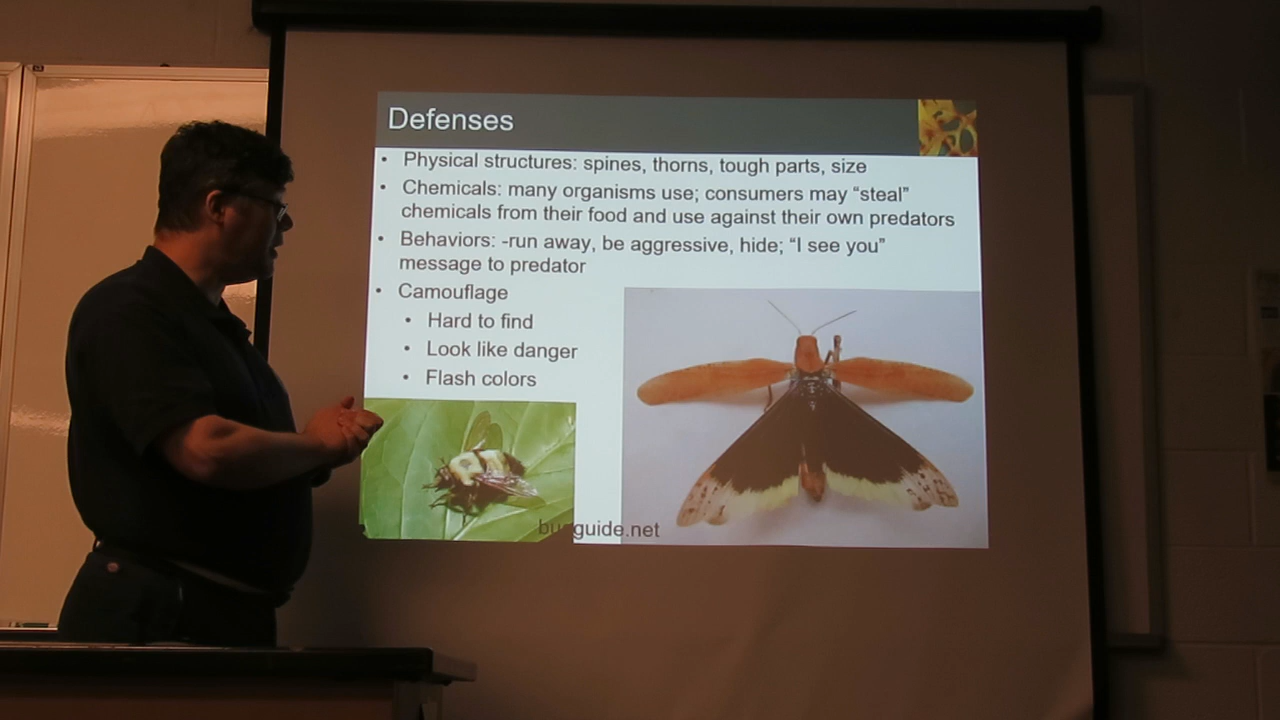 Defenses
• Physical structures: spines, thorns, tough parts, size
• Chemicals: many organisms use; consumers may “steal”
chemicals from their food and use against their own predators
• Behaviors: -run away, be aggressive, hide; “I see you”
message to predator
• Camouflage
• Hard to find
• Look like danger
• Flash colors
bugguide.net